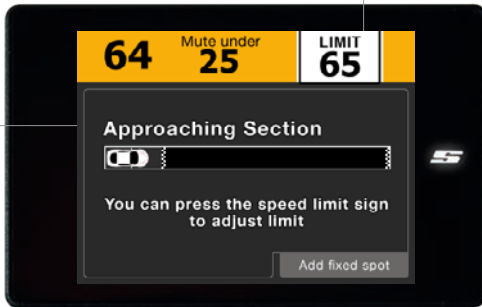 64
Mute under
25
LIMIT
65
Approaching Section
You can press the speed limit sign
to adjust limit
Add fixed spot